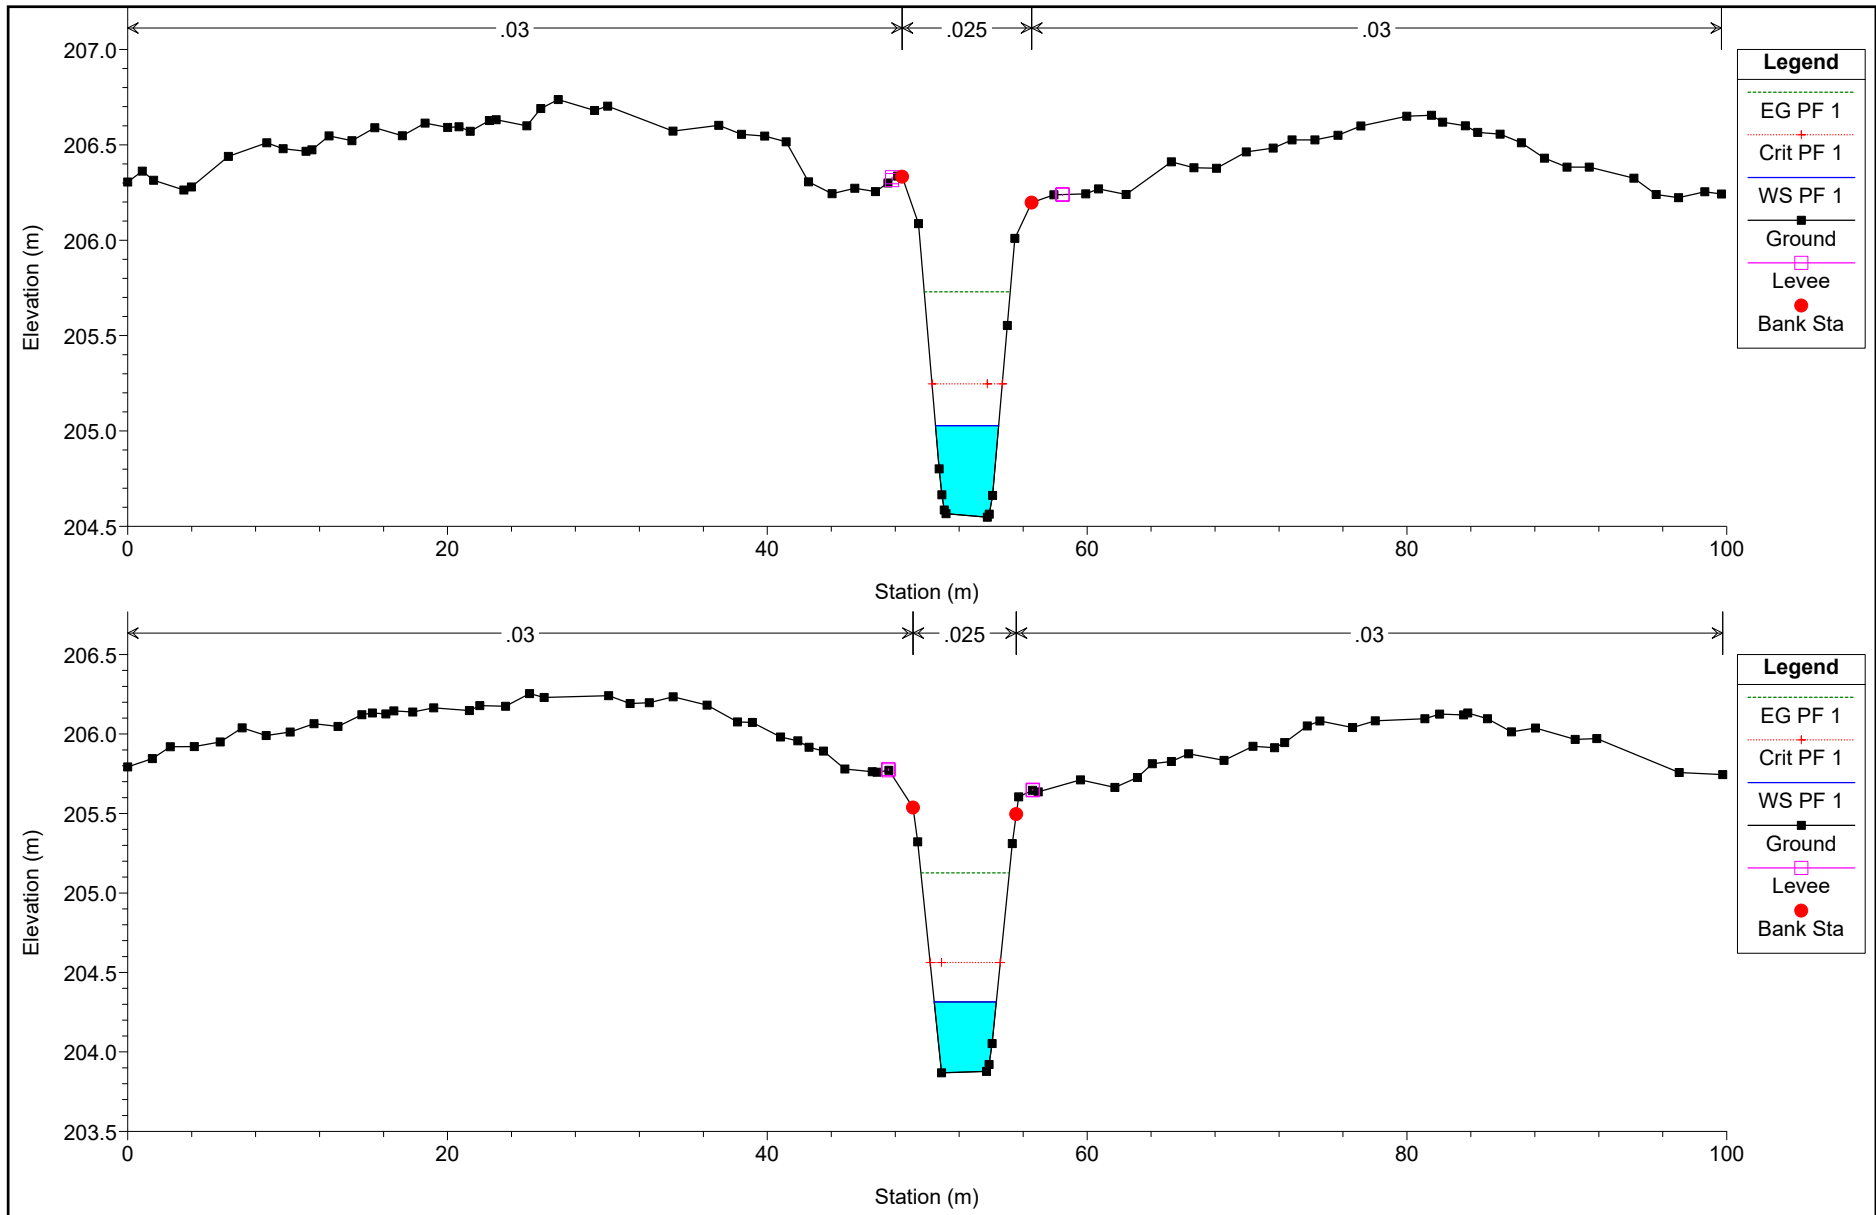 .03 .025 .03
207.0
206.5
206.0
205.5
205.0
204.5
Elevation (m)
0 20 40 60 80 100
Station (m)
Legend
EG PF 1
Crit PF 1
WS PF 1
Ground
Levee
Bank Sta
.03 .025 .03
206.5
206.0
205.5
205.0
204.5
204.0
203.5
Elevation (m)
0 20 40 60 80 100
Station (m)
Legend
EG PF 1
Crit PF 1
WS PF 1
Ground
Levee
Bank Sta